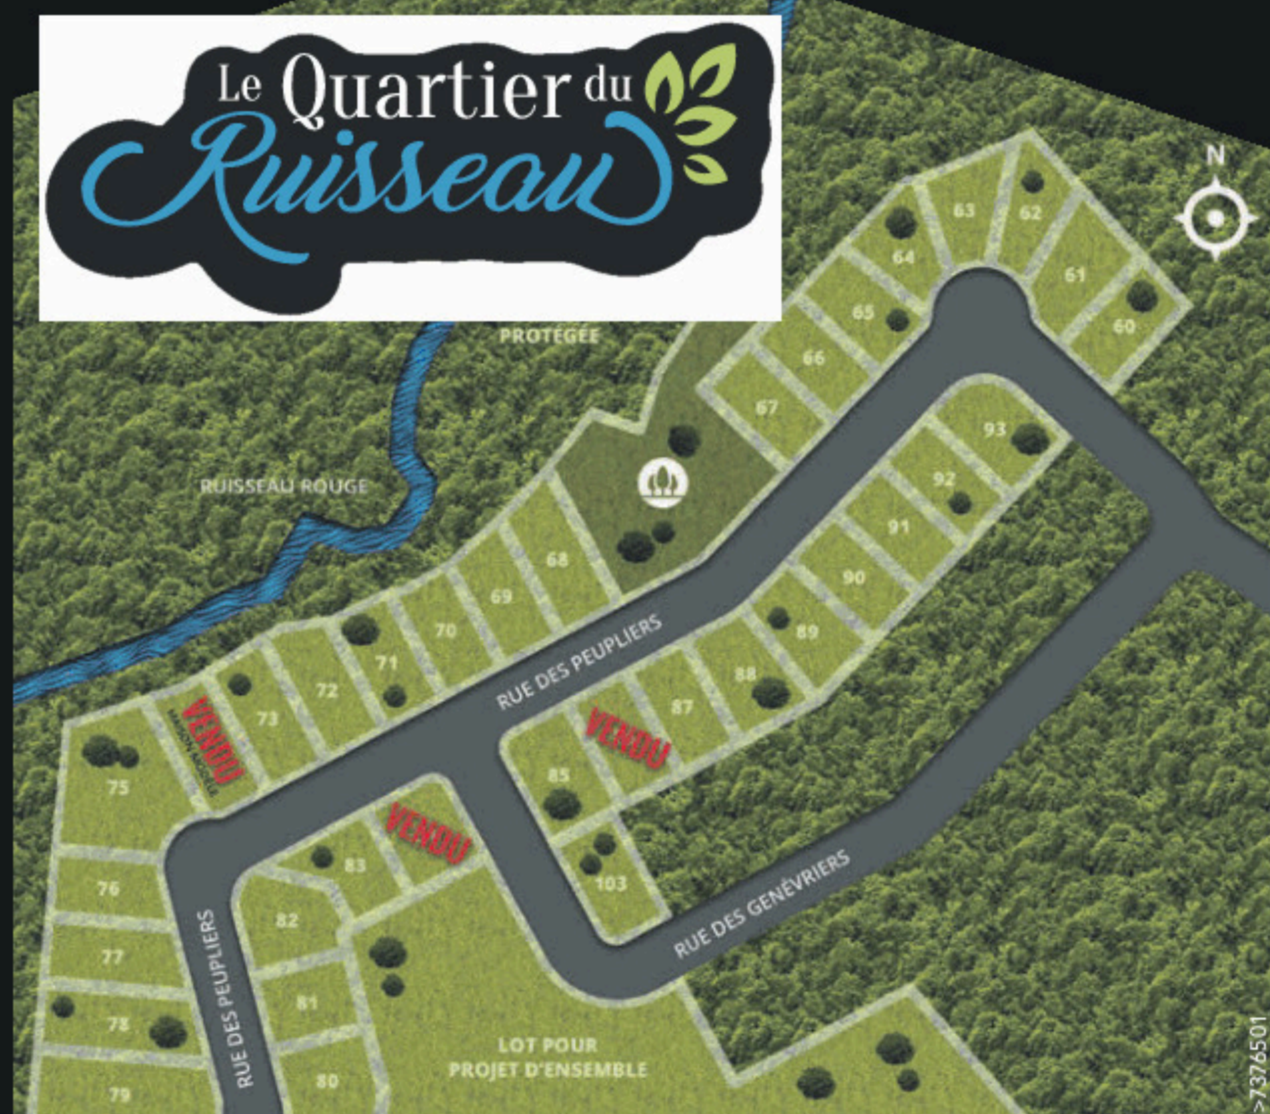 Le Quartier du
Ruisseau
N
PROTÉGÉE
RUISSEAU ROUGE
63
62
64
61
65
60
66
67
93
92
91
90
68
69
70
71
72
73
VENDU
75
76
77
78
79
RUE DES PEUPLIERS
89
88
87
VENDU
85
103
VENDU
83
82
81
80
RUE DES PEUPLIERS
RUE DES GENÉVRIERS
LOT POUR
PROJET D'ENSEMBLE
>7376501